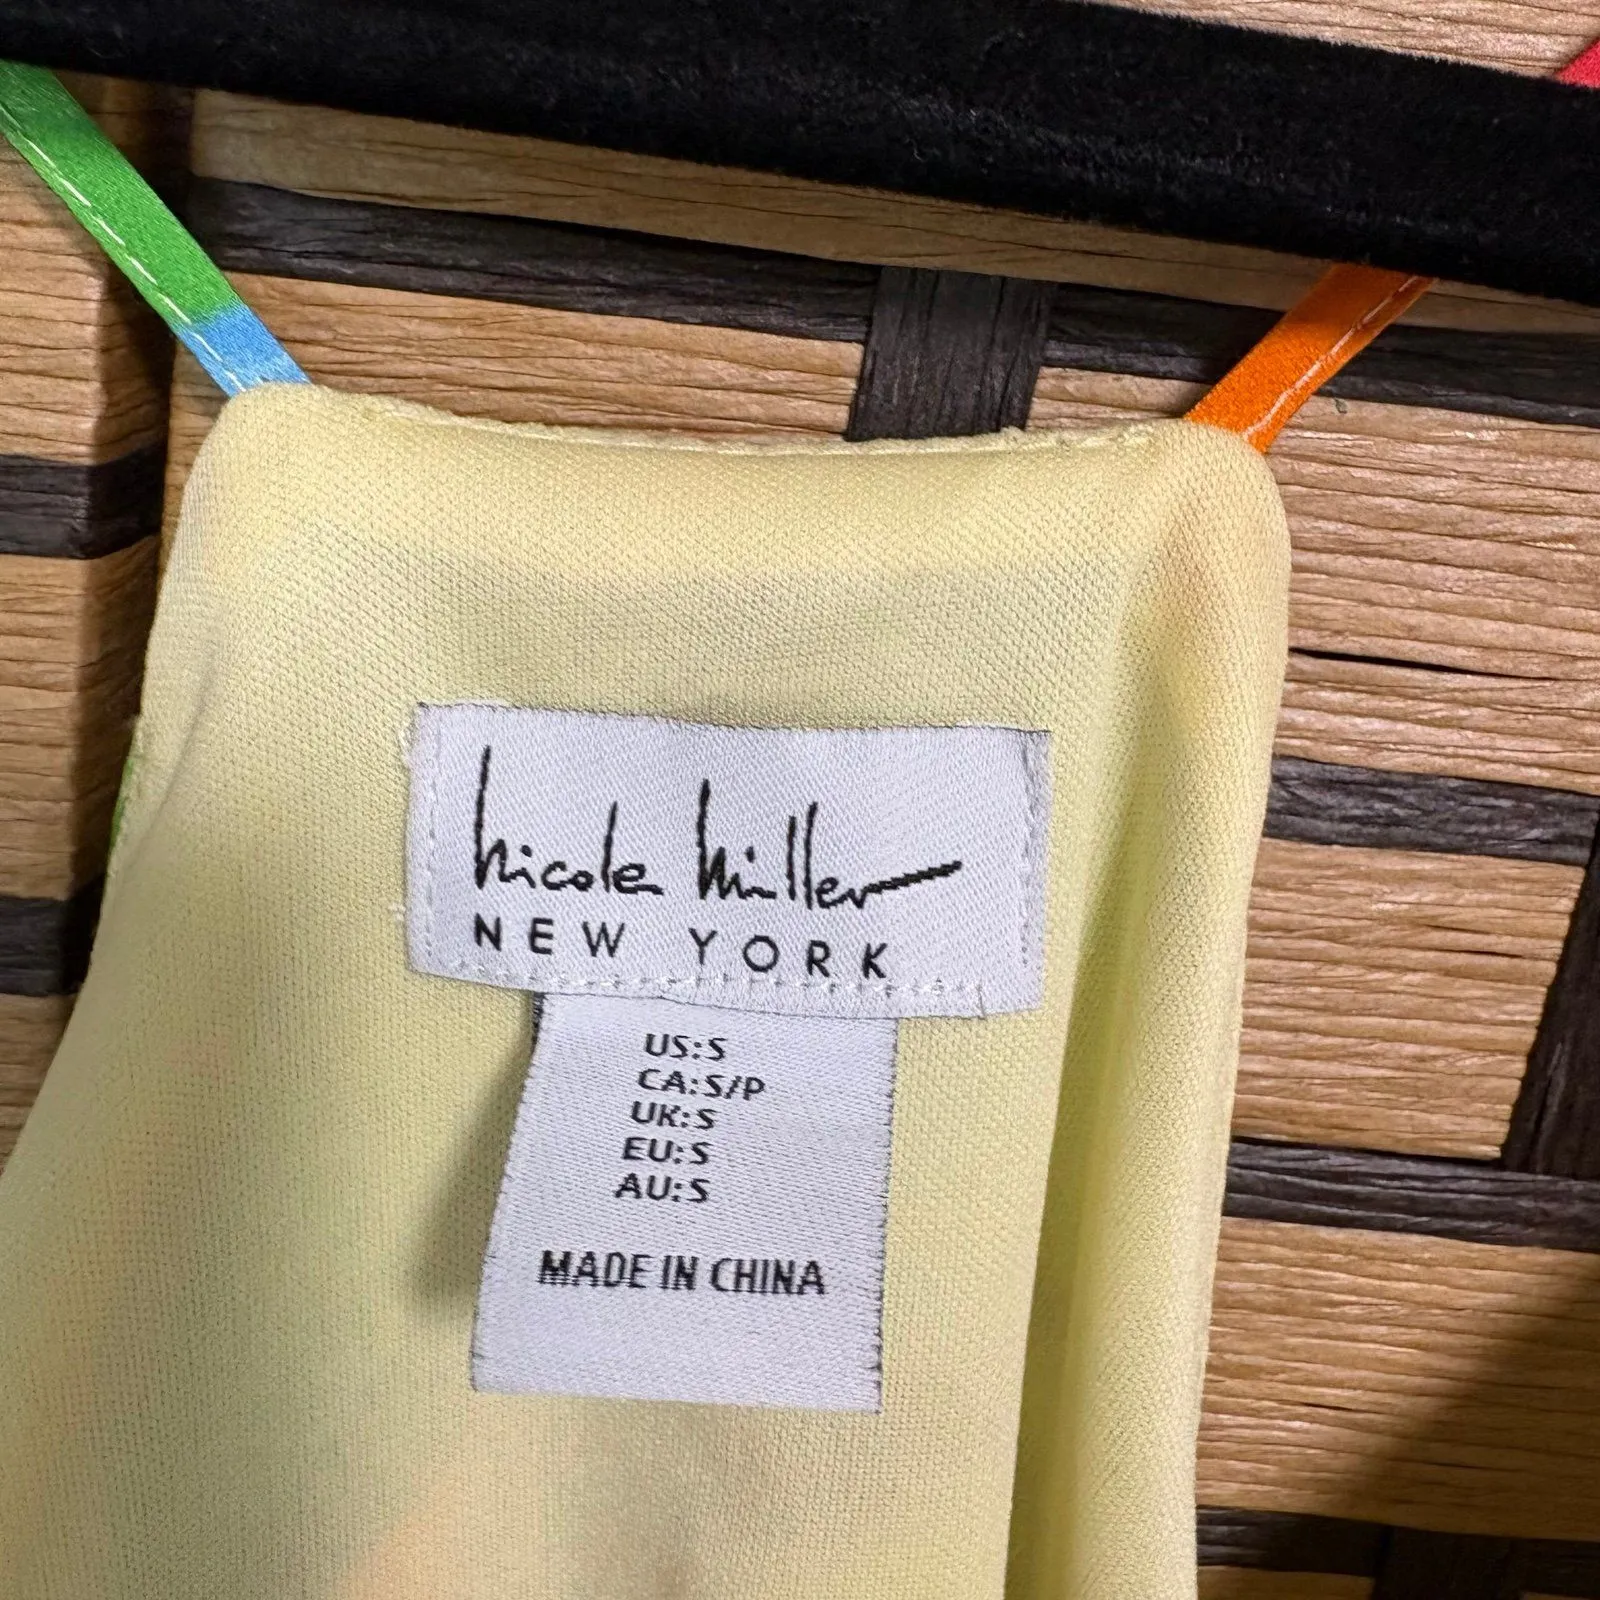 nicole miller
NEW YORK
US:S
CA:S/P
UK:S
EU:S
AU:S
MADE IN CHINA